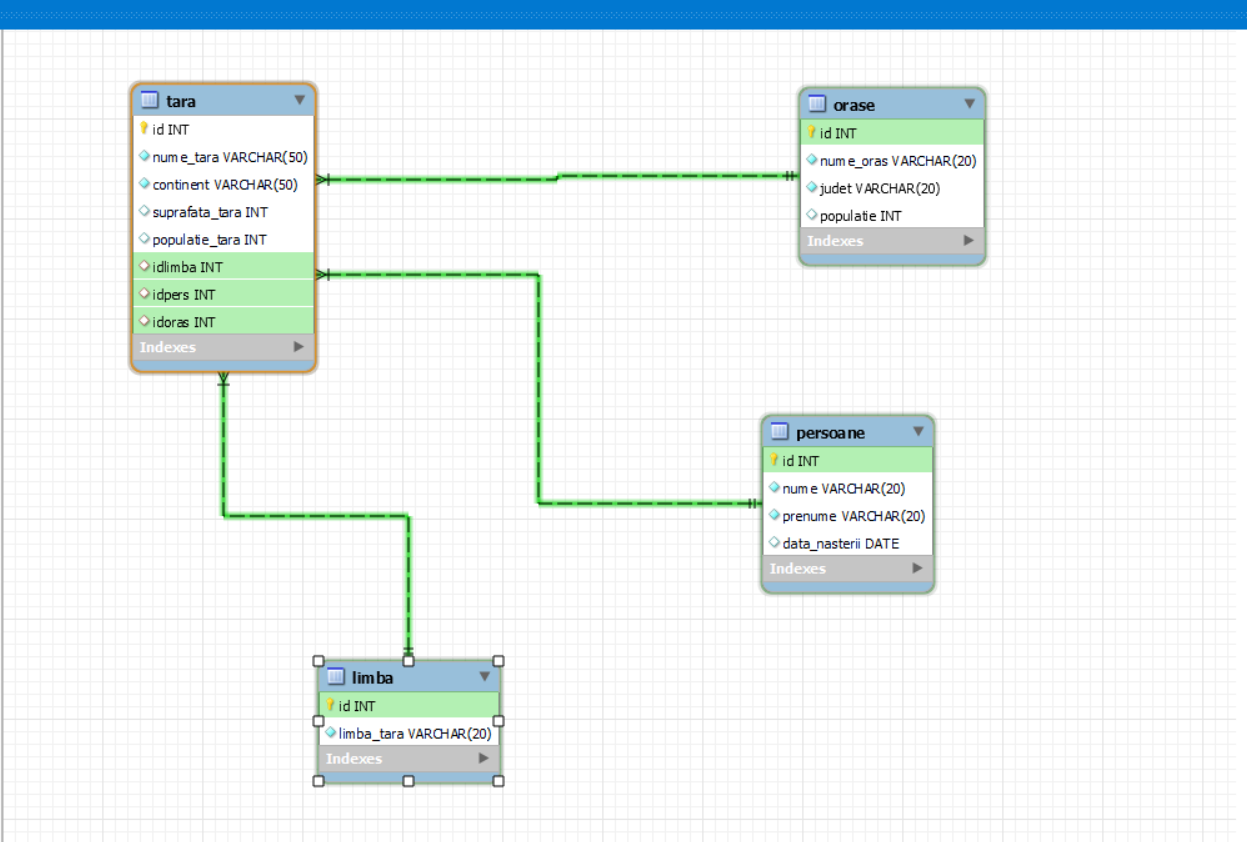 tara
id INT
nume_tara VARCHAR(50)
continent VARCHAR(50)
suprafata_tara INT
populatie_tara INT
idlimba INT
idpers INT
idoras INT
Indexes
orase
id INT
nume_oras VARCHAR(20)
judet VARCHAR(20)
populatie INT
Indexes
persoane
id INT
nume VARCHAR(20)
prenume VARCHAR(20)
data_nasterii DATE
Indexes
limba
id INT
limba_tara VARCHAR(20)
Indexes